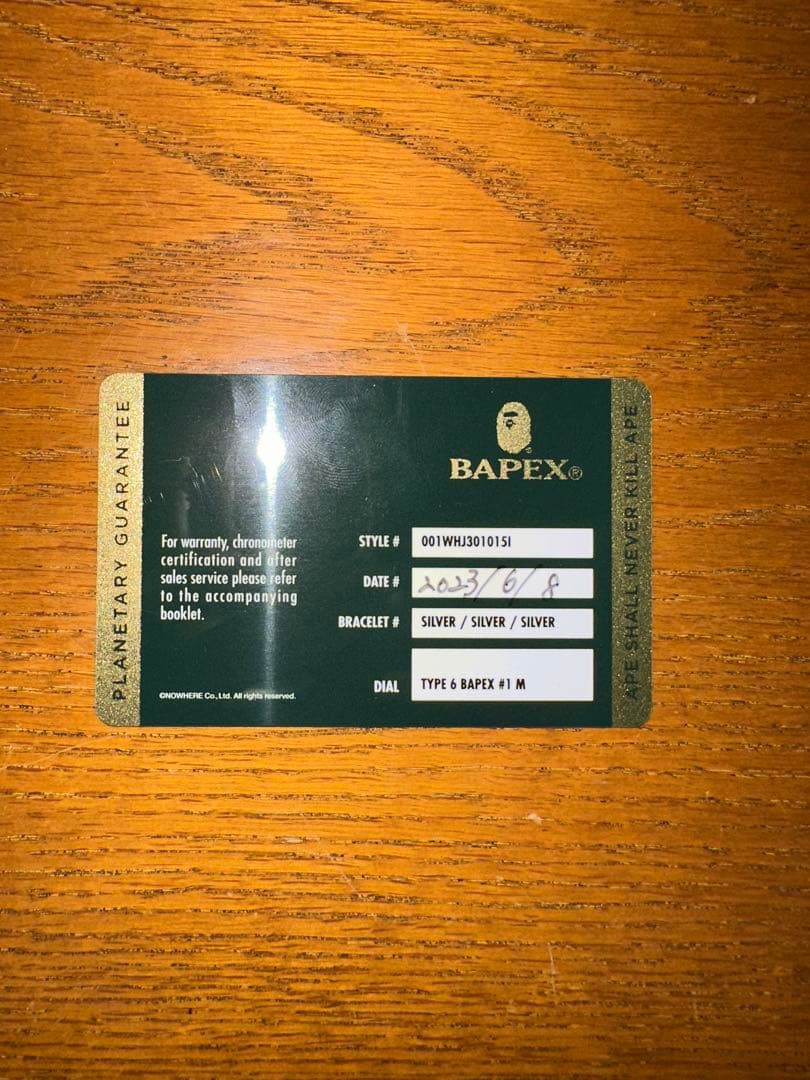 PLANETARY GUARANTEE
BAPEX®
For warranty, chronometer
certification and after
sales service please refer
to the accompanying
booklet.
©NOWHERE Co., Ltd. All rights reserved.
STYLE # 001WHJ301015I
DATE # 2023/6/8
BRACELET # SILVER / SILVER / SILVER
DIAL TYPE 6 BAPEX #1 M
APE SHALL NEVER KILL APE